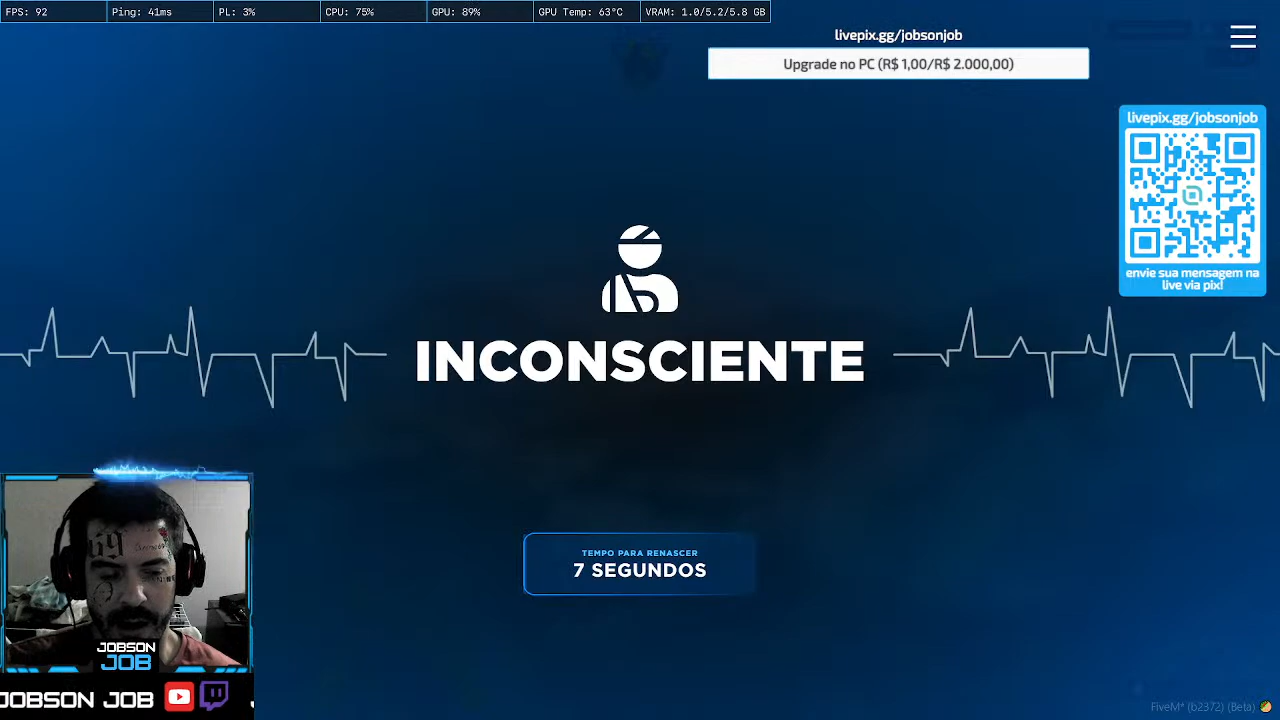 FPS: 92
Ping: 41ms
PL: 3%
CPU: 75%
GPU: 89%
GPU Temp: 63°C
VRAM: 1.0/5.2/5.8 GB
livepix.gg/jobsonjob
Upgrade no PC (R$ 1,00/R$ 2.000,00)
livepix.gg/jobsonjob
envie sua mensagem na
live via pix!
INCONSCIENTE
TEMPO PARA RENASCER
7 SEGUNDOS
69
JOBSON
JOB
JOBSON JOB
FiveM* (b2372) (Beta)